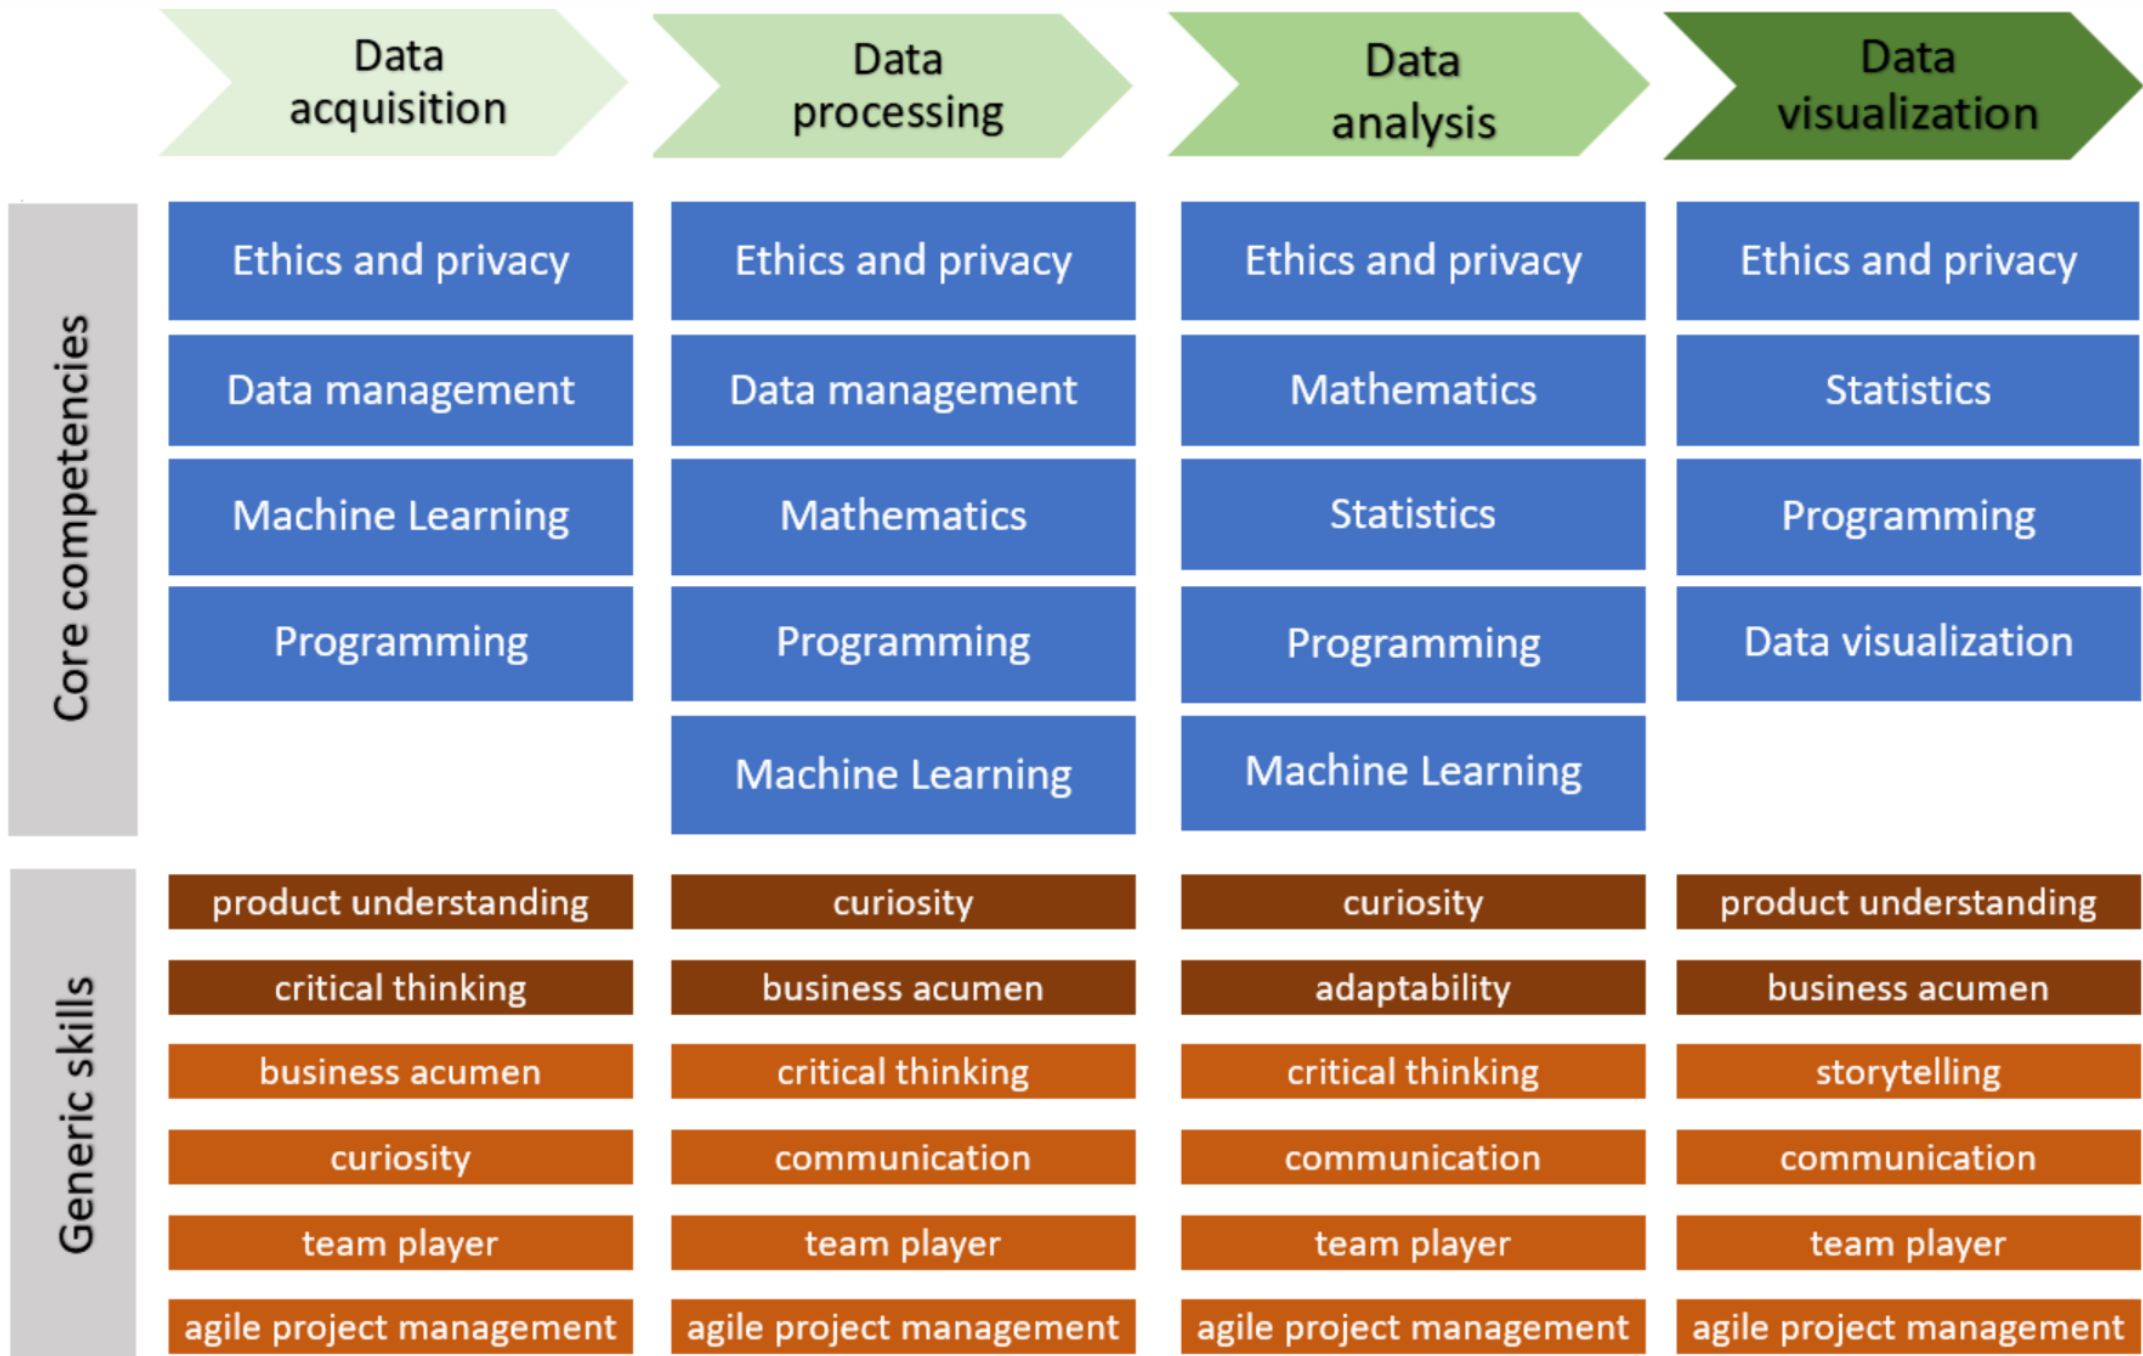 Data
acquisition
Data
processing
Data
analysis
Data
visualization
Core competencies
Ethics and privacy
Ethics and privacy
Ethics and privacy
Ethics and privacy
Data management
Data management
Mathematics
Statistics
Machine Learning
Mathematics
Statistics
Programming
Programming
Programming
Programming
Data visualization
Machine Learning
Machine Learning
Generic skills
product understanding
curiosity
curiosity
product understanding
critical thinking
business acumen
adaptability
business acumen
business acumen
critical thinking
critical thinking
storytelling
curiosity
communication
communication
communication
team player
team player
team player
team player
agile project management
agile project management
agile project management
agile project management